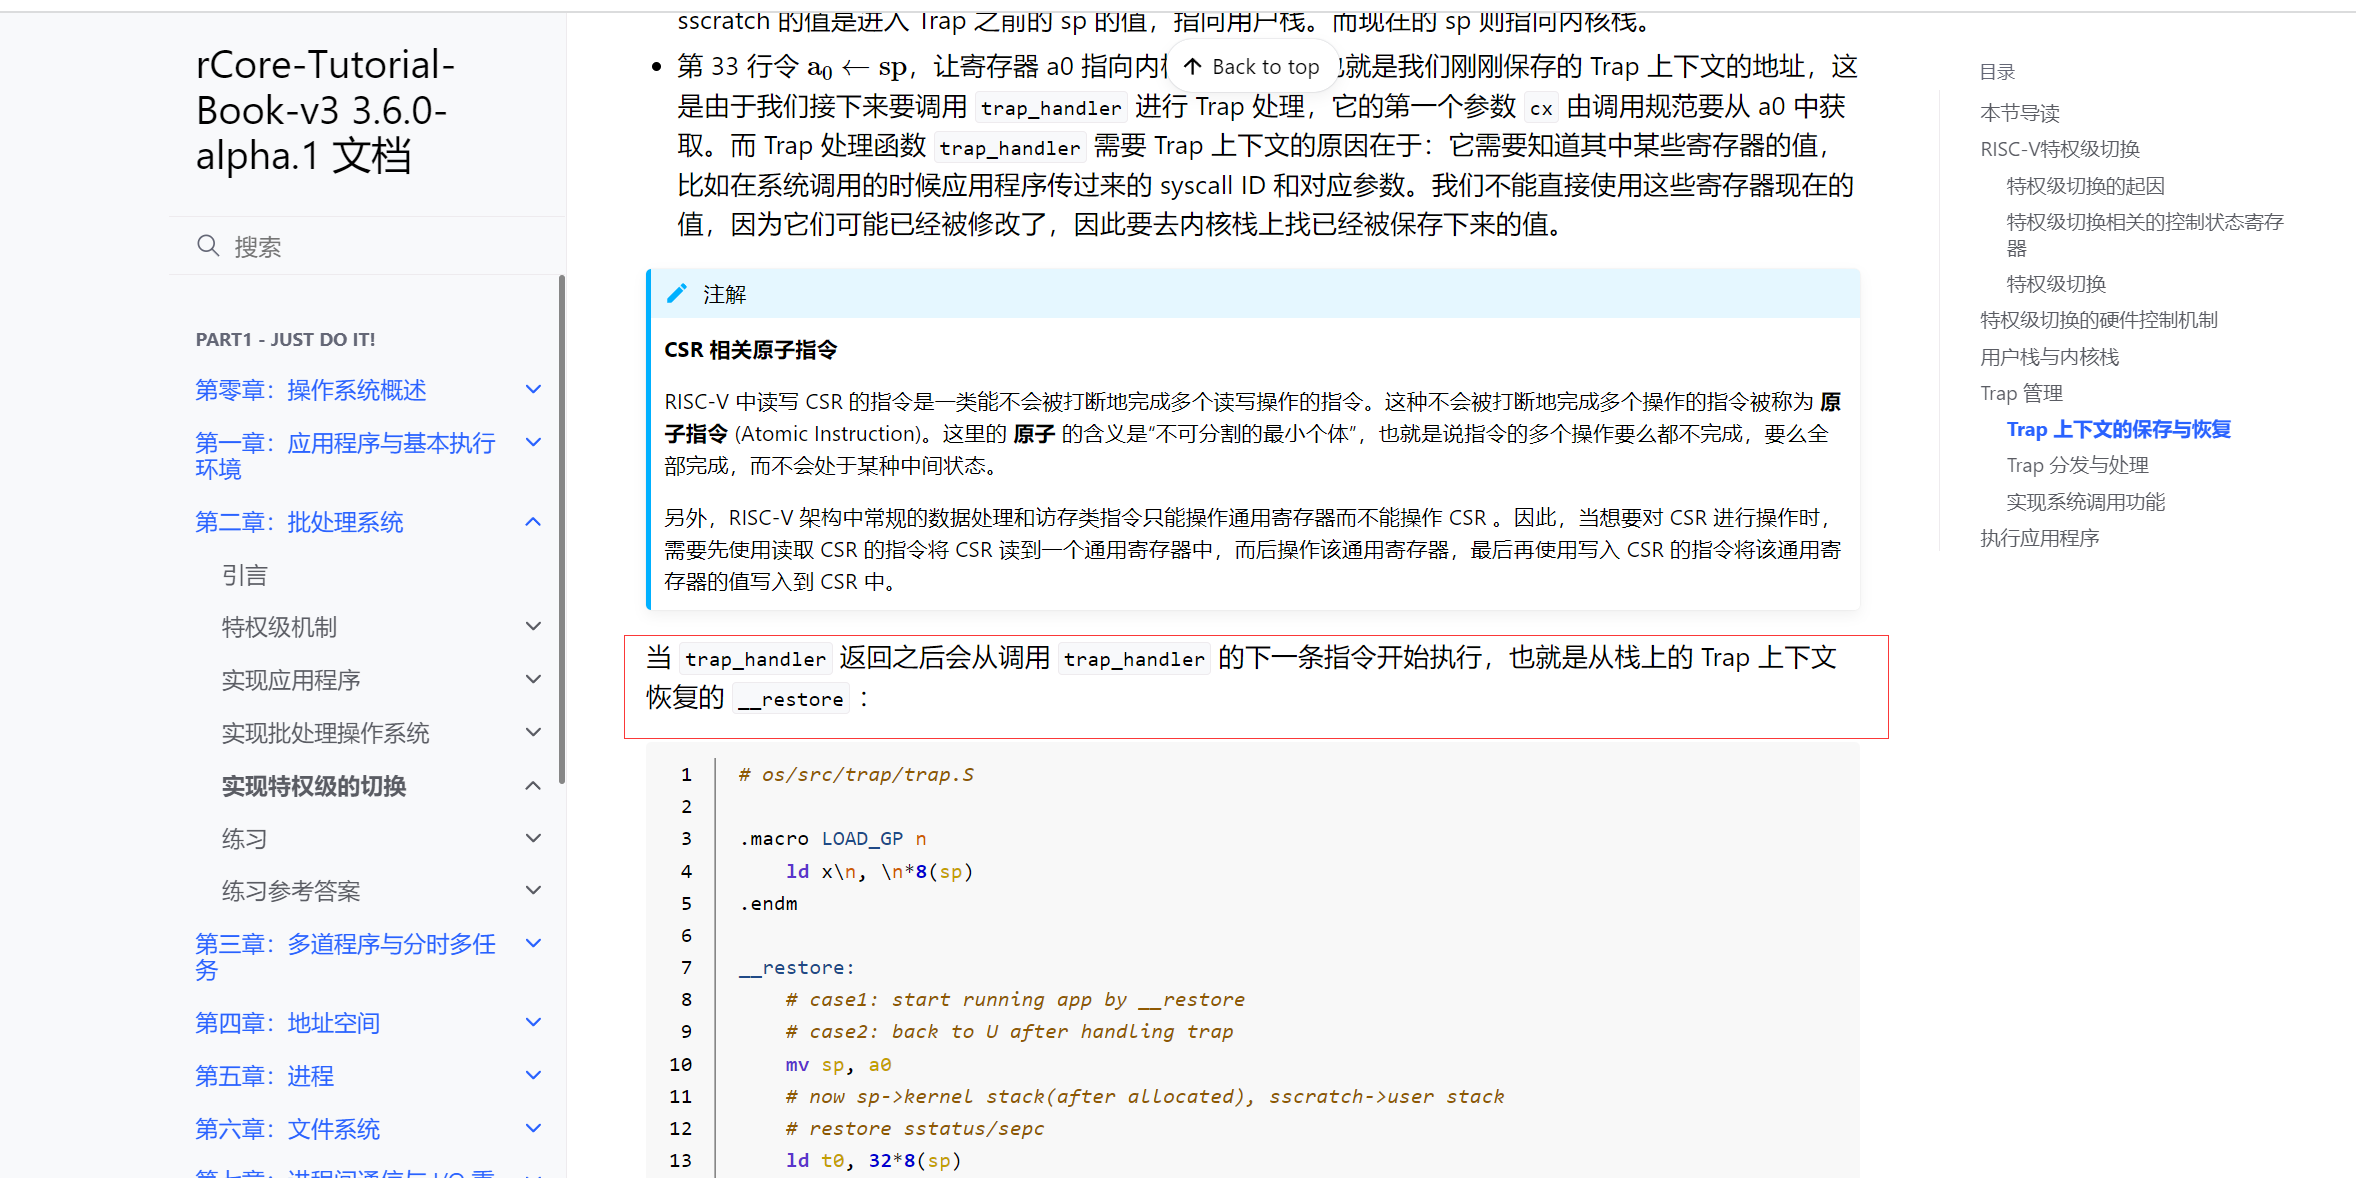 rCore-Tutorial-
Book-v3 3.6.0-
alpha.1 文档
搜索
PART1 - JUST DO IT!
第零章：操作系统概述
第一章：应用程序与基本执行
环境
第二章：批处理系统
引言
特权级机制
实现应用程序
实现批处理操作系统
实现特权级的切换
练习
练习参考答案
第三章：多道程序与分时多任
务
第四章：地址空间
第五章：进程
第六章：文件系统
第七章：进程间通信与 I/O 重
sscratch 的值是进入 Trap 之前的 sp 的值，指向用户栈。而现在的 sp 则指向内核栈。
第 33 行令 a₀ ← sp，让寄存器 a0 指向内 就是我们刚刚保存的 Trap 上下文的地址，这
Back to top
是由于我们接下来要调用 trap_handler 进行 Trap 处理，它的第一个参数 cx 由调用规范要从 a0 中获
取。而 Trap 处理函数 trap_handler 需要 Trap 上下文的原因在于：它需要知道其中某些寄存器的值，
比如在系统调用的时候应用程序传过来的 syscall ID 和对应参数。我们不能直接使用这些寄存器现在的
值，因为它们可能已经被修改了，因此要去内核栈上找已经被保存下来的值。
注解
CSR 相关原子指令
RISC-V 中读写 CSR 的指令是一类能不会被打断地完成多个读写操作的指令。这种不会被打断地完成多个操作的指令被称为 原
子指令 (Atomic Instruction)。这里的 原子 的含义是“不可分割的最小个体”，也就是说指令的多个操作要么都不完成，要么全
部完成，而不会处于某种中间状态。
另外，RISC-V 架构中常规的数据处理和访存类指令只能操作通用寄存器而不能操作 CSR 。因此，当想要对 CSR 进行操作时，
需要先使用读取 CSR 的指令将 CSR 读到一个通用寄存器中，而后操作该通用寄存器，最后再使用写入 CSR 的指令将该通用寄
存器的值写入到 CSR 中。
当 trap_handler 返回之后会从调用 trap_handler 的下一条指令开始执行，也就是从栈上的 Trap 上下文
恢复的 __restore ：
1 # os/src/trap/trap.S
2
3 .macro LOAD_GP n
4 ld x\n, \n*8(sp)
5 .endm
6
7 __restore:
8 # case1: start running app by __restore
9 # case2: back to U after handling trap
10 mv sp, a0
11 # now sp->kernel stack(after allocated), sscratch->user stack
12 # restore sstatus/sepc
13 ld t0, 32*8(sp)
目录
本节导读
RISC-V特权级切换
特权级切换的起因
特权级切换相关的控制状态寄存
器
特权级切换
特权级切换的硬件控制机制
用户栈与内核栈
Trap 管理
Trap 上下文的保存与恢复
Trap 分发与处理
实现系统调用功能
执行应用程序